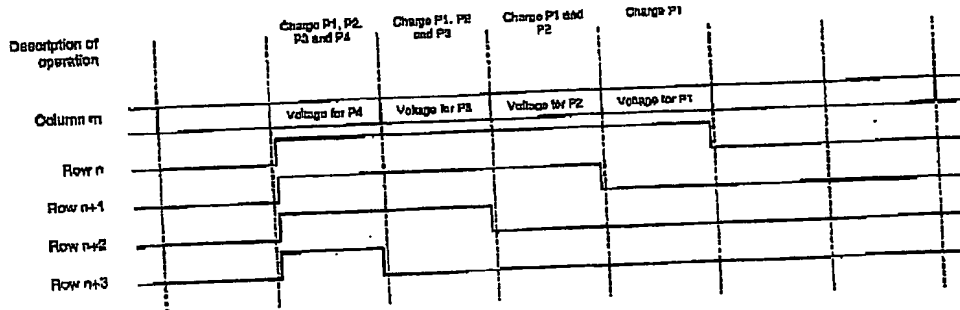 Charge P1, P2,
P3 and P4
Charge P1, P2
and P3
Charge P1 and
P2
Charge P1
Description of
operation
Column m
Voltage for P4
Voltage for P3
Voltage for P2
Voltage for P1
Row n
Row n+1
Row n+2
Row n+3